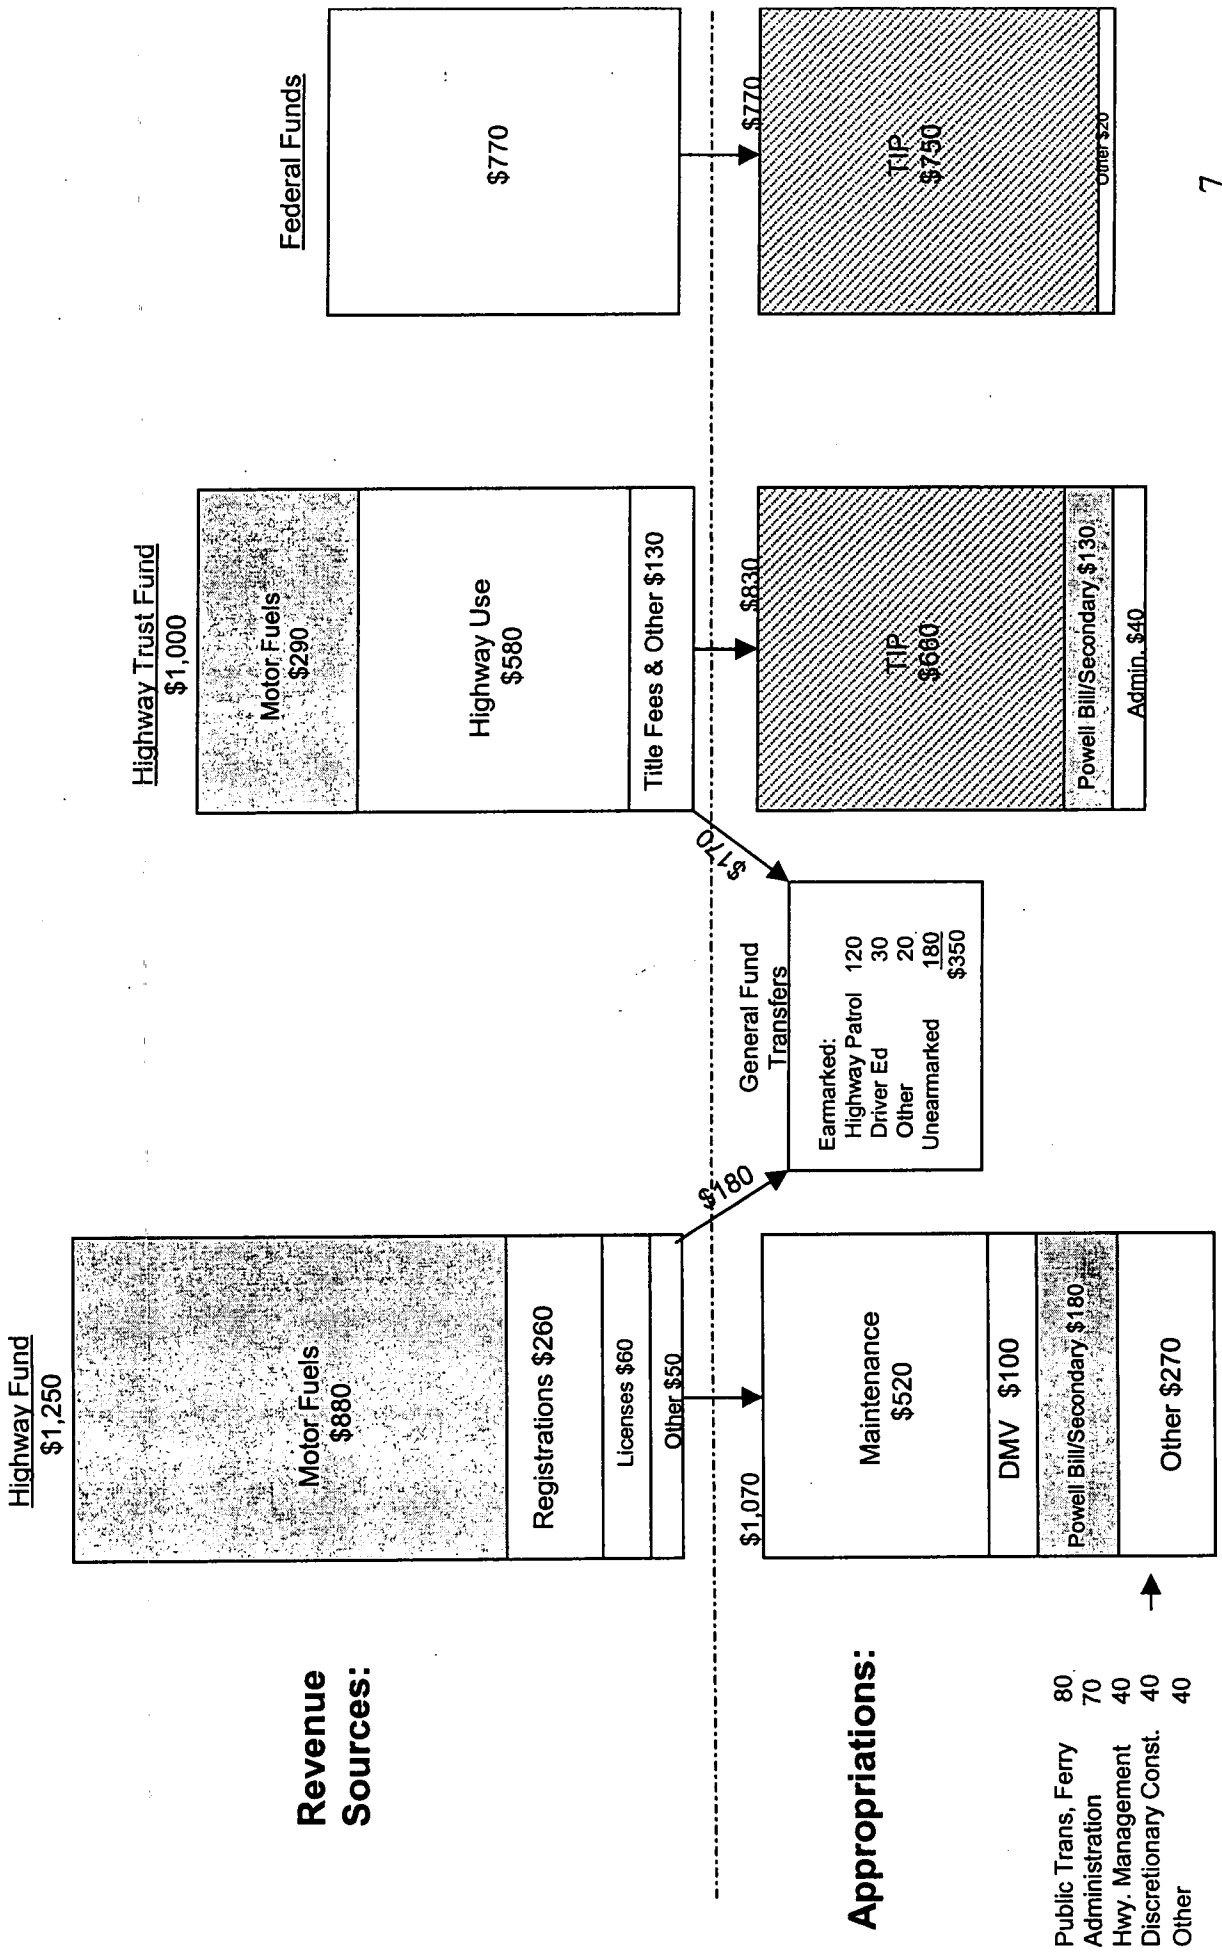 Highway Fund
$1,250
Highway Trust Fund
$1,000
Federal Funds
Revenue
Sources:
Motor Fuels
$880
Registrations $260
Licenses $60
Other $50
Motor Fuels
$290
Highway Use
$580
Title Fees & Other $130
$770
$1,070
$180
$170
$830
$770
General Fund
Transfers
Earmarked:
Highway Patrol 120
Driver Ed 30
Other 20
Unearmarked 180
$350
Appropriations:
Maintenance
$520
DMV $100
Powell Bill/Secondary $180
Other $270
TIP
$660
Powell Bill/Secondary $130
Admin. $40
TIP
$750
Other $20
Public Trans, Ferry 80
Administration 70
Hwy. Management 40
Discretionary Const. 40
Other 40
7